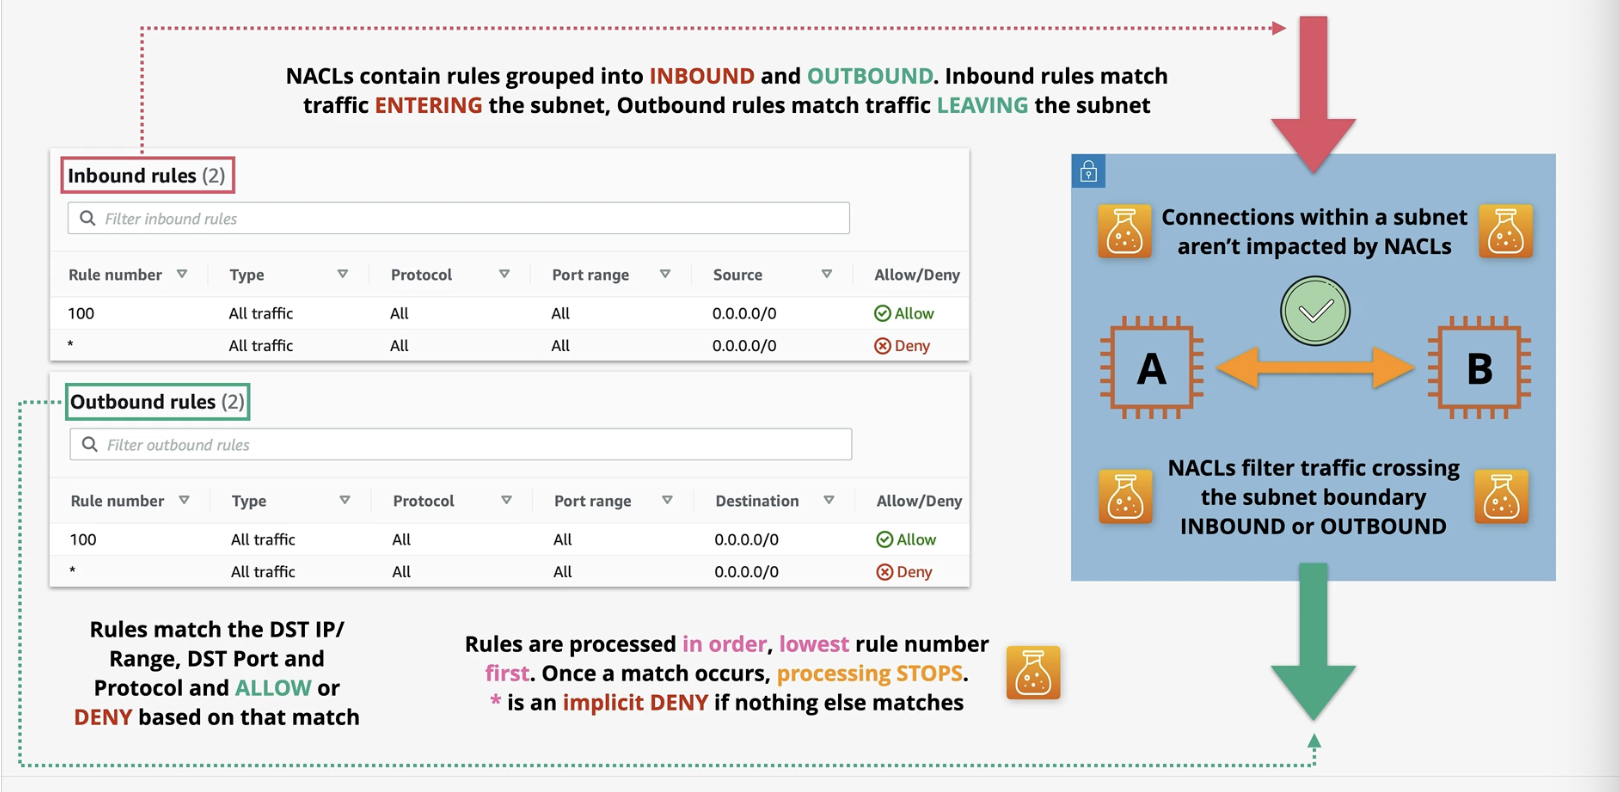 NACLs contain rules grouped into INBOUND and OUTBOUND. Inbound rules match
traffic ENTERING the subnet, Outbound rules match traffic LEAVING the subnet
Inbound rules (2)
Filter inbound rules
Rule number Type Protocol Port range Source Allow/Deny
100 All traffic All All 0.0.0.0/0 Allow
* All traffic All All 0.0.0.0/0 Deny
Outbound rules (2)
Filter outbound rules
Rule number Type Protocol Port range Destination Allow/Deny
100 All traffic All All 0.0.0.0/0 Allow
* All traffic All All 0.0.0.0/0 Deny
Rules match the DST IP/
Range, DST Port and
Protocol and ALLOW or
DENY based on that match
Rules are processed in order, lowest rule number
first. Once a match occurs, processing STOPS.
* is an implicit DENY if nothing else matches
Connections within a subnet
aren't impacted by NACLs
A B
NACLs filter traffic crossing
the subnet boundary
INBOUND or OUTBOUND